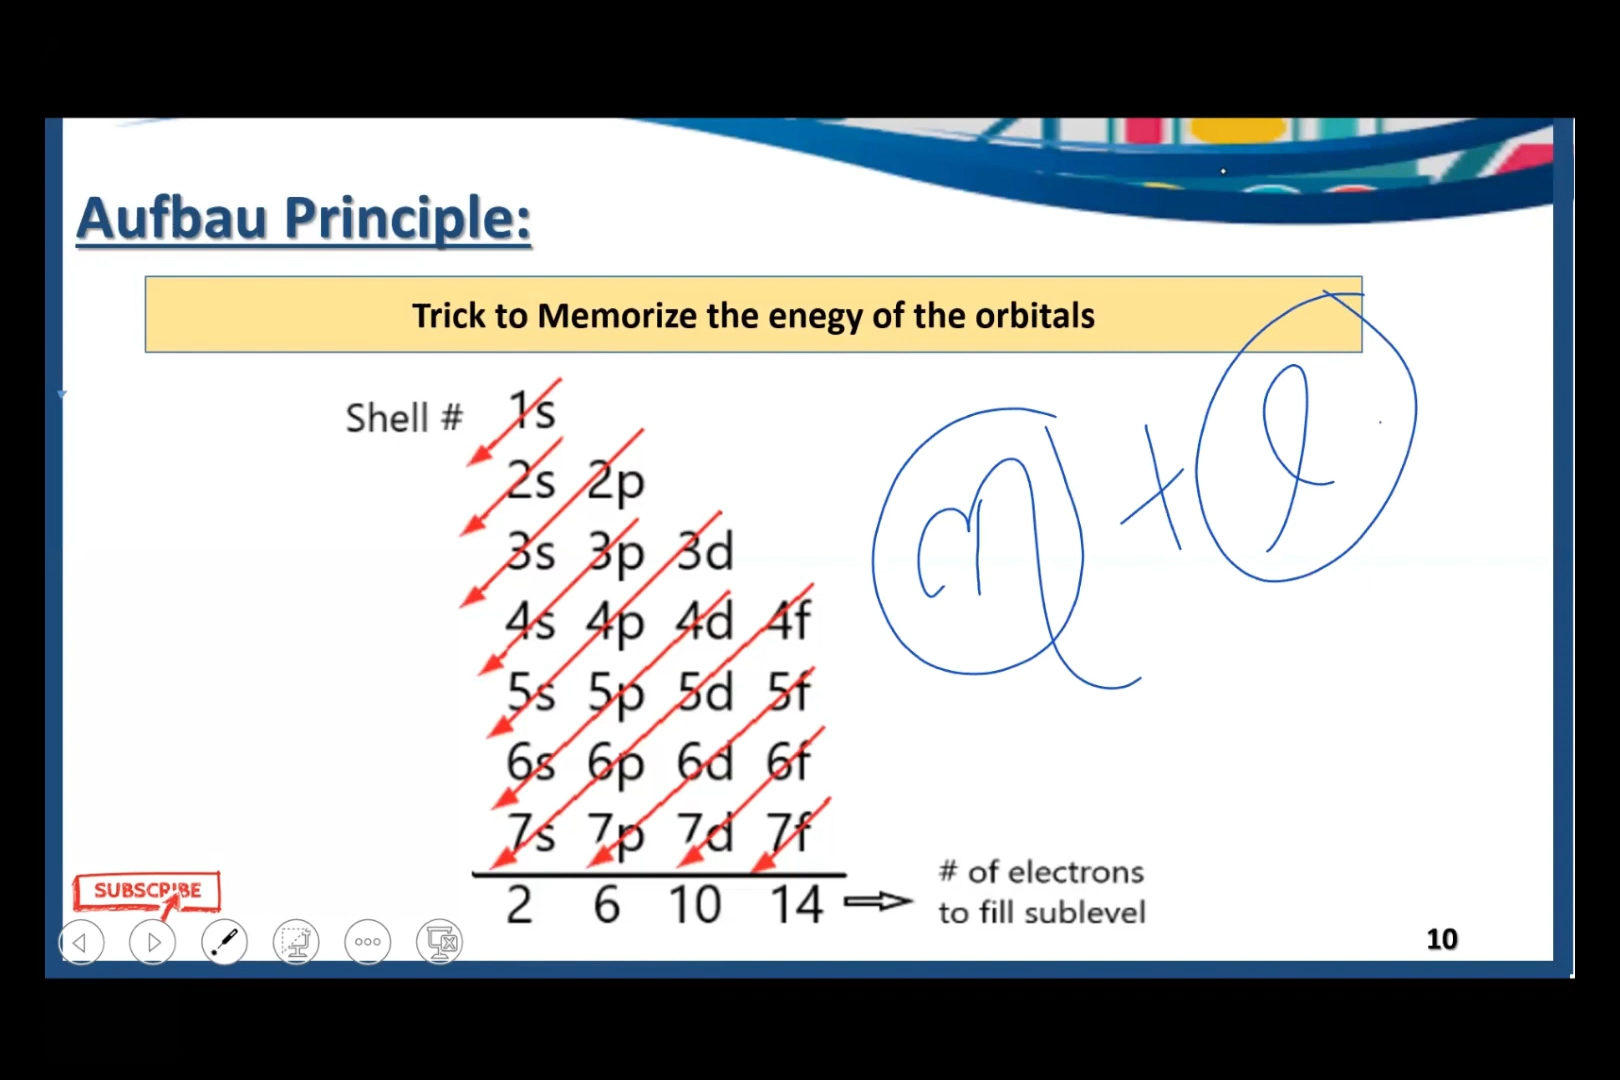 Aufbau Principle:
Trick to Memorize the enegy of the orbitals
Shell # 1s
2s 2p
3s 3p 3d
4s 4p 4d 4f
5s 5p 5d 5f
6s 6p 6d 6f
7s 7p 7d 7f
2 6 10 14
# of electrons
to fill sublevel
n + l
SUBSCRIBE
10